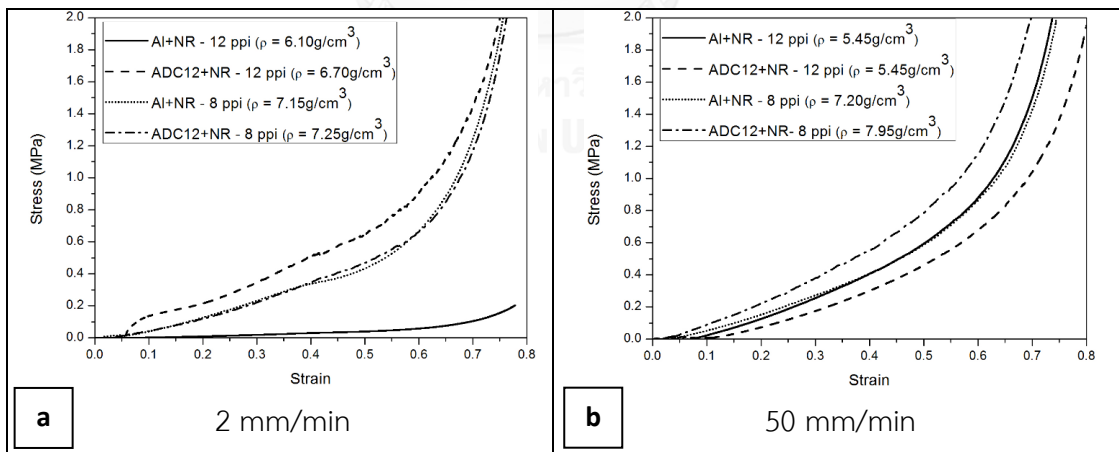 Al+NR - 12 ppi (ρ = 6.10g/cm³)
ADC12+NR - 12 ppi (ρ = 6.70g/cm³)
Al+NR - 8 ppi (ρ = 7.15g/cm³)
ADC12+NR - 8 ppi (ρ = 7.25g/cm³)
Stress (MPa)
2.0
1.8
1.6
1.4
1.2
1.0
0.8
0.6
0.4
0.2
0.0
0.0 0.1 0.2 0.3 0.4 0.5 0.6 0.7 0.8
Strain
a
2 mm/min
Al+NR - 12 ppi (ρ = 5.45g/cm³)
ADC12+NR - 12 ppi (ρ = 5.45g/cm³)
Al+NR - 8 ppi (ρ = 7.20g/cm³)
ADC12+NR- 8 ppi (ρ = 7.95g/cm³)
Stress (MPa)
2.0
1.8
1.6
1.4
1.2
1.0
0.8
0.6
0.4
0.2
0.0
0.0 0.1 0.2 0.3 0.4 0.5 0.6 0.7 0.8
Strain
b
50 mm/min